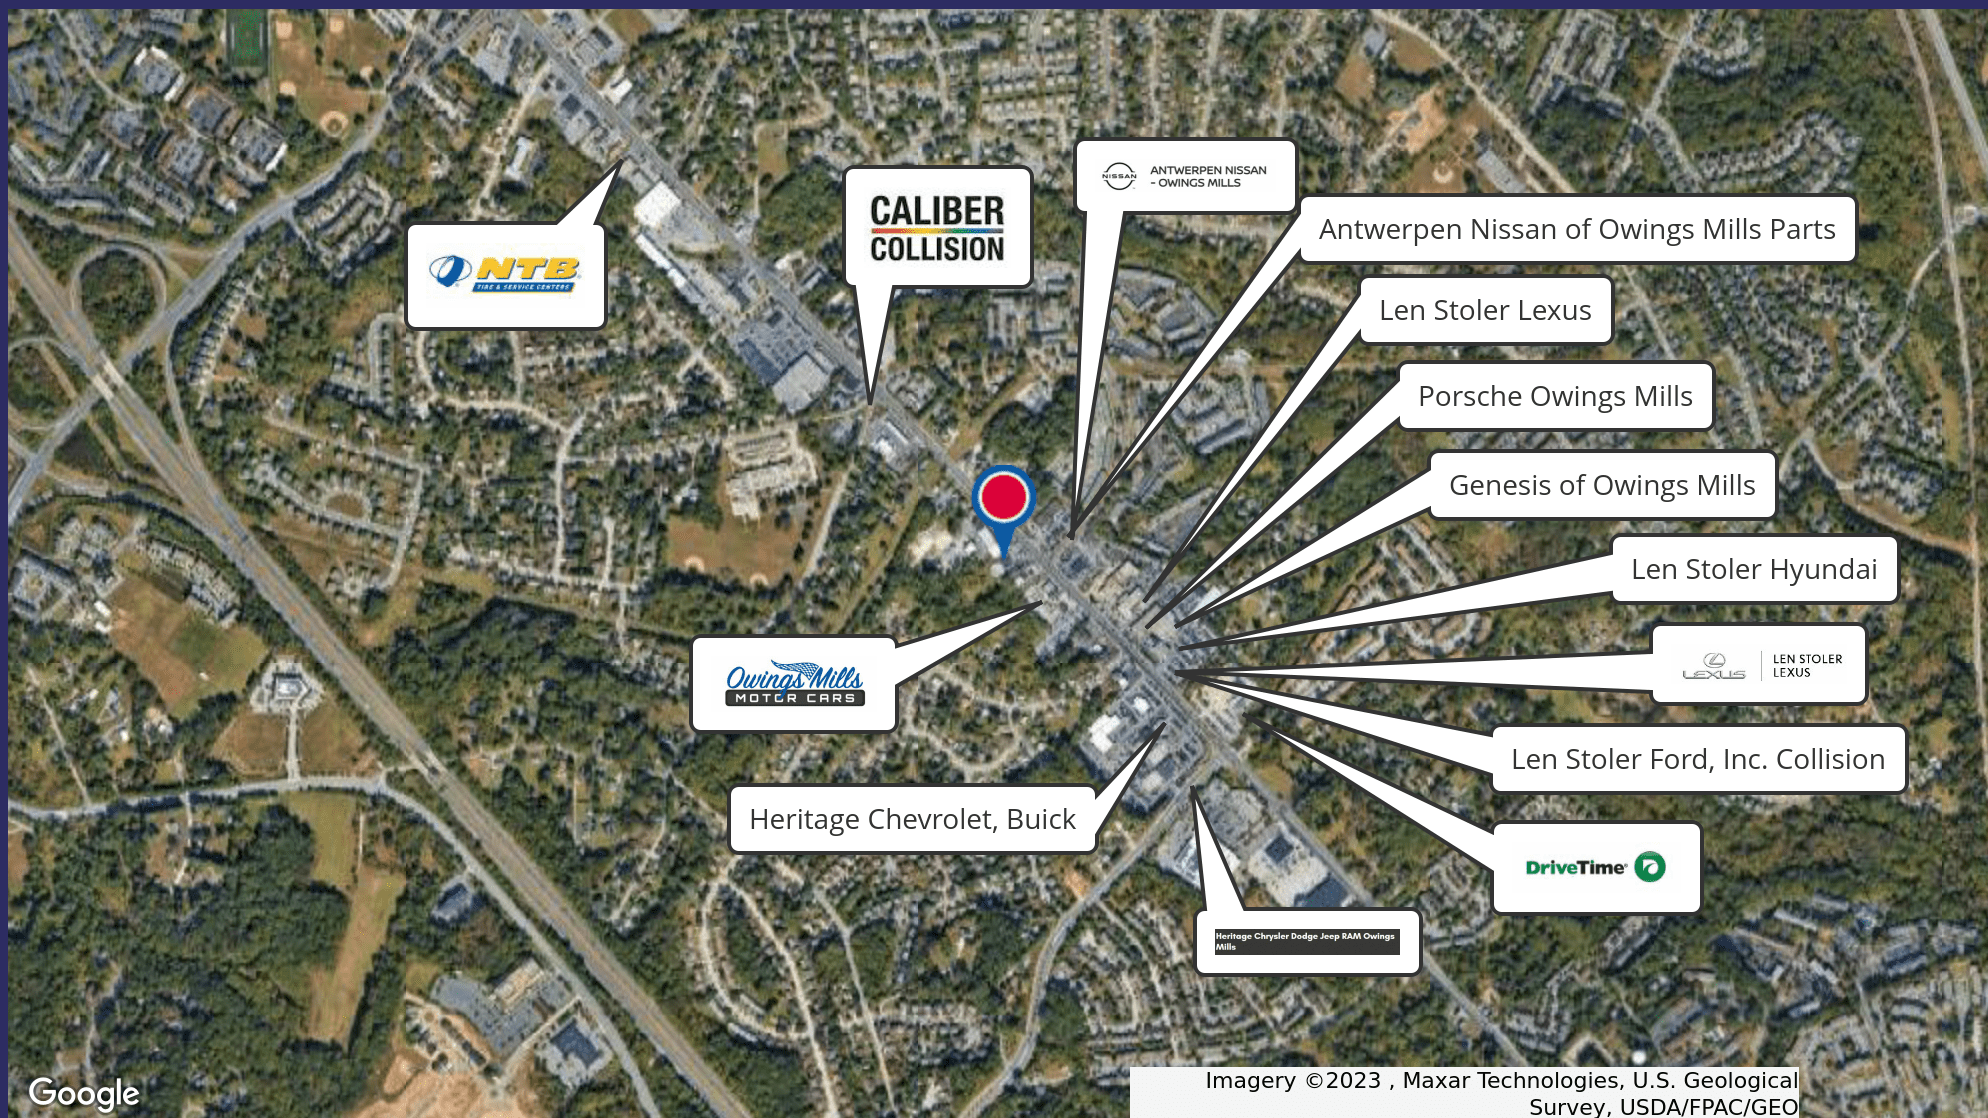 ANTWERPEN NISSAN
- OWINGS MILLS
NISSAN
CALIBER
COLLISION
Antwerpen Nissan of Owings Mills Parts
NTB
TIRE & SERVICE CENTERS
Len Stoler Lexus
Porsche Owings Mills
Genesis of Owings Mills
Len Stoler Hyundai
Owings Mills
MOTOR CARS
LEXUS
LEN STOLER
LEXUS
Len Stoler Ford, Inc. Collision
Heritage Chevrolet, Buick
DriveTime
Heritage Chrysler Dodge Jeep RAM Owings
Mills
Google
Imagery ©2023 , Maxar Technologies, U.S. Geological
Survey, USDA/FPAC/GEO